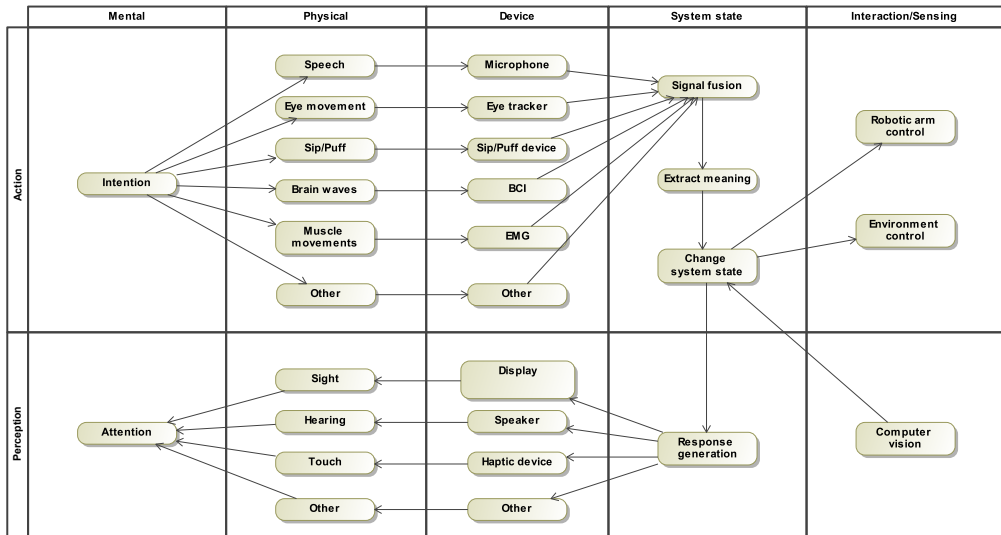 Mental
Physical
Device
System state
Interaction/Sensing
Action
Intention
Speech
Eye movement
Sip/Puff
Brain waves
Muscle
movements
Other
Microphone
Eye tracker
Sip/Puff device
BCI
EMG
Other
Signal fusion
Extract meaning
Change
system state
Robotic arm
control
Environment
control
Perception
Attention
Sight
Hearing
Touch
Other
Display
Speaker
Haptic device
Other
Response
generation
Computer
vision